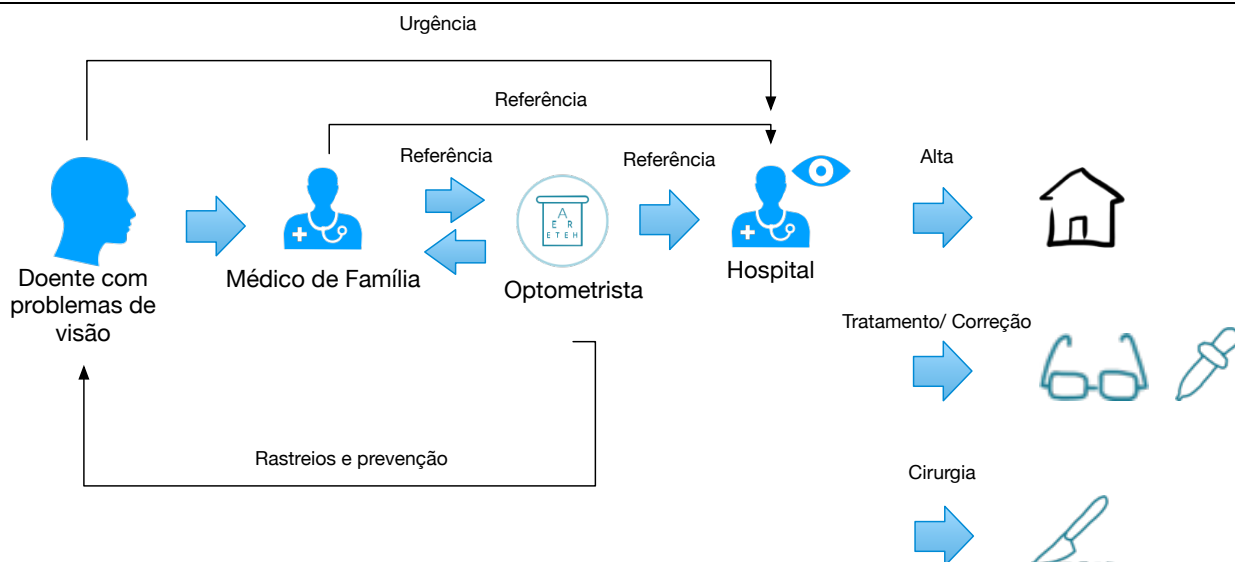 Urgência
Referência
Referência
Referência
Alta
A
E R
E T E H
Doente com
problemas de
visão
Médico de Família
Optometrista
Hospital
Tratamento/ Correção
Rastreios e prevenção
Cirurgia